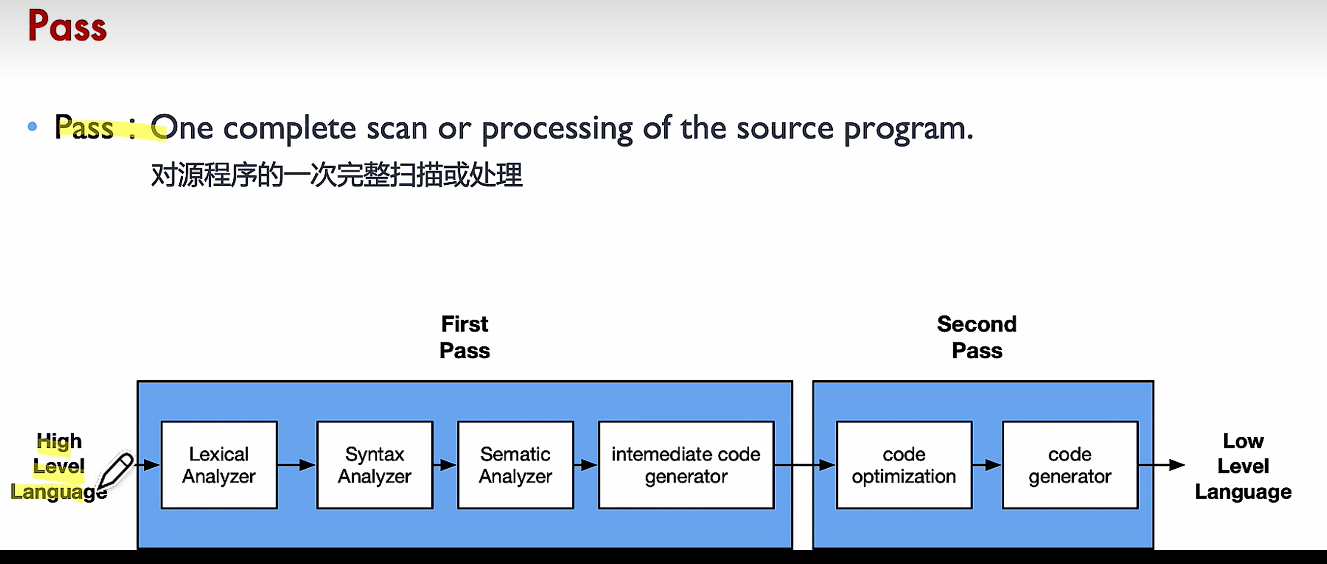 Pass
• Pass：One complete scan or processing of the source program.
对源程序的一次完整扫描或处理
First
Pass
Second
Pass
High
Level
Language
Lexical
Analyzer
Syntax
Analyzer
Sematic
Analyzer
intemediate code
generator
code
optimization
code
generator
Low
Level
Language